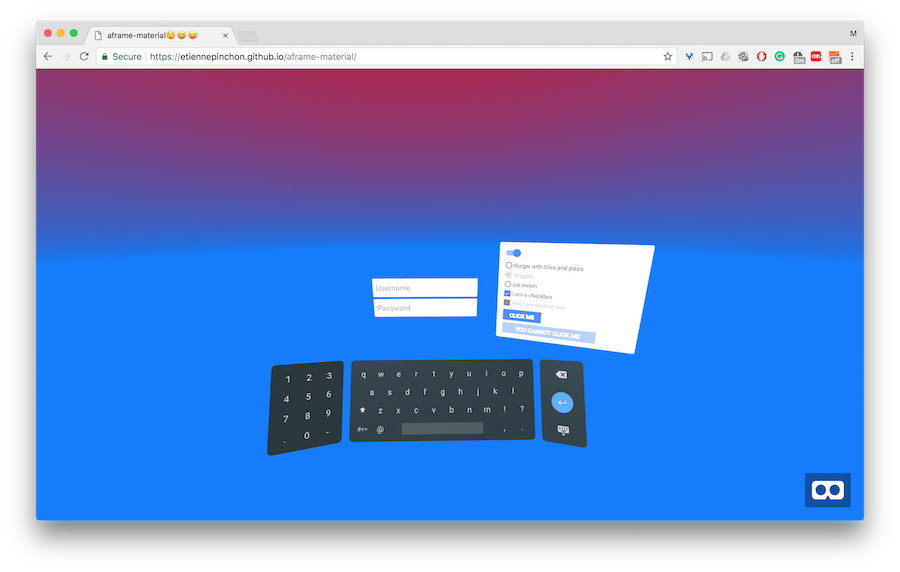 aframe-material😉😄😝
M
Secure
https://etiennepinchon.github.io/aframe-material/
0m
off
Burger with fries and pizza
Veggies
Ice cream
I am a checkbox
And I am another one
CLICK ME
YOU CANNOT CLICK ME
Username
Password
1 2 3
4 5 6
7 8 9
. 0 -
q w e r t y u i o p
a s d f g h j k l
z x c v b n m ! ?
#+= @ , .